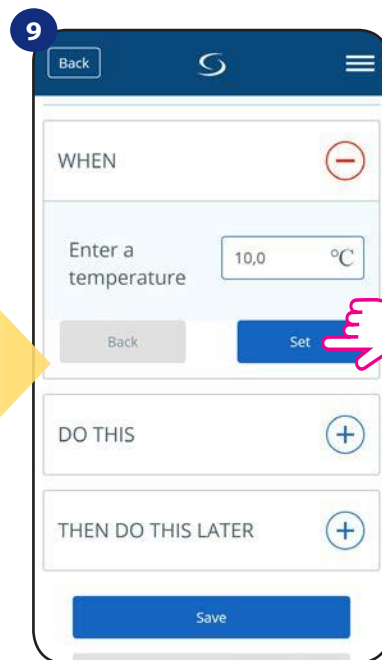 9
Back
WHEN
Enter a
temperature
10,0 °C
Back Set
DO THIS
THEN DO THIS LATER
Save